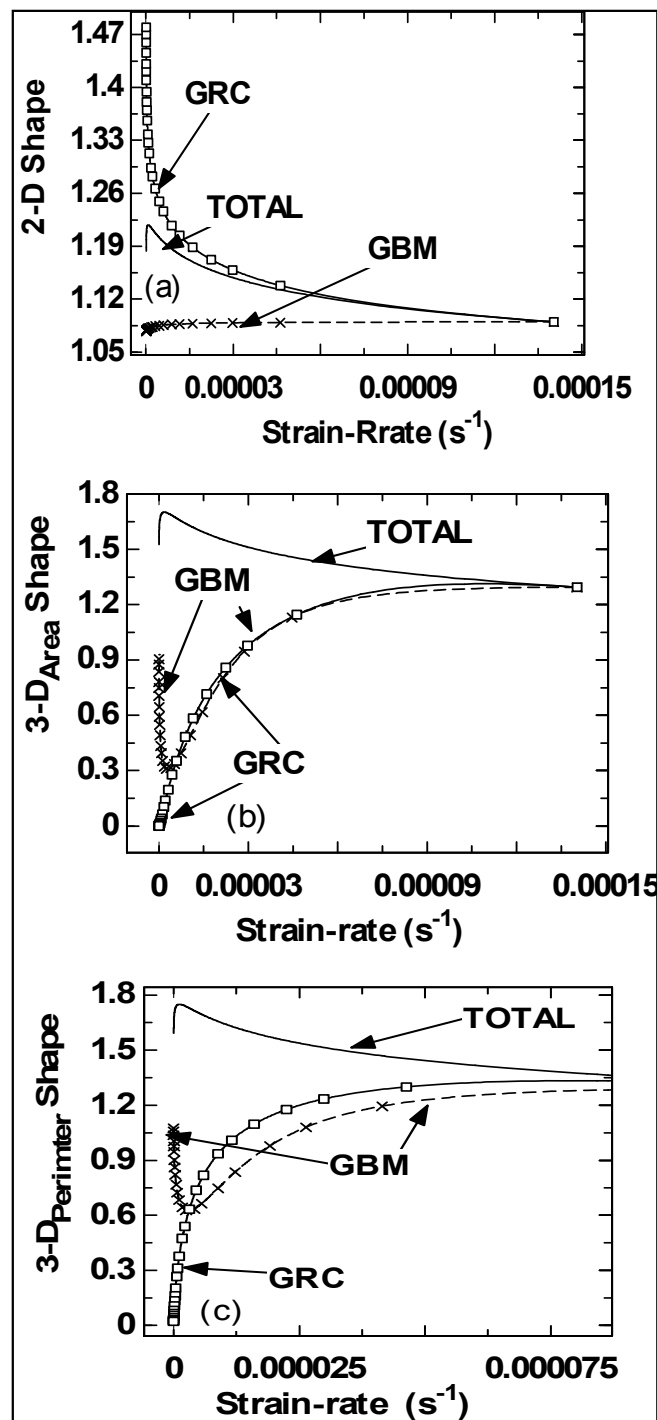 1.47
1.4
1.33
1.26
1.19
1.12
1.05
2-D Shape
GRC
TOTAL
GBM
(a)
0 0.00003 0.00009 0.00015
Strain-Rrate (s-1)
1.8
1.5
1.2
0.9
0.6
0.3
0
3-DArea Shape
TOTAL
GBM
GRC
(b)
0 0.00003 0.00009 0.00015
Strain-rate (s-1)
1.8
1.5
1.2
0.9
0.6
0.3
0
3-DPerimter Shape
TOTAL
GBM
GRC
(c)
0 0.000025 0.000075
Strain-rate (s-1)